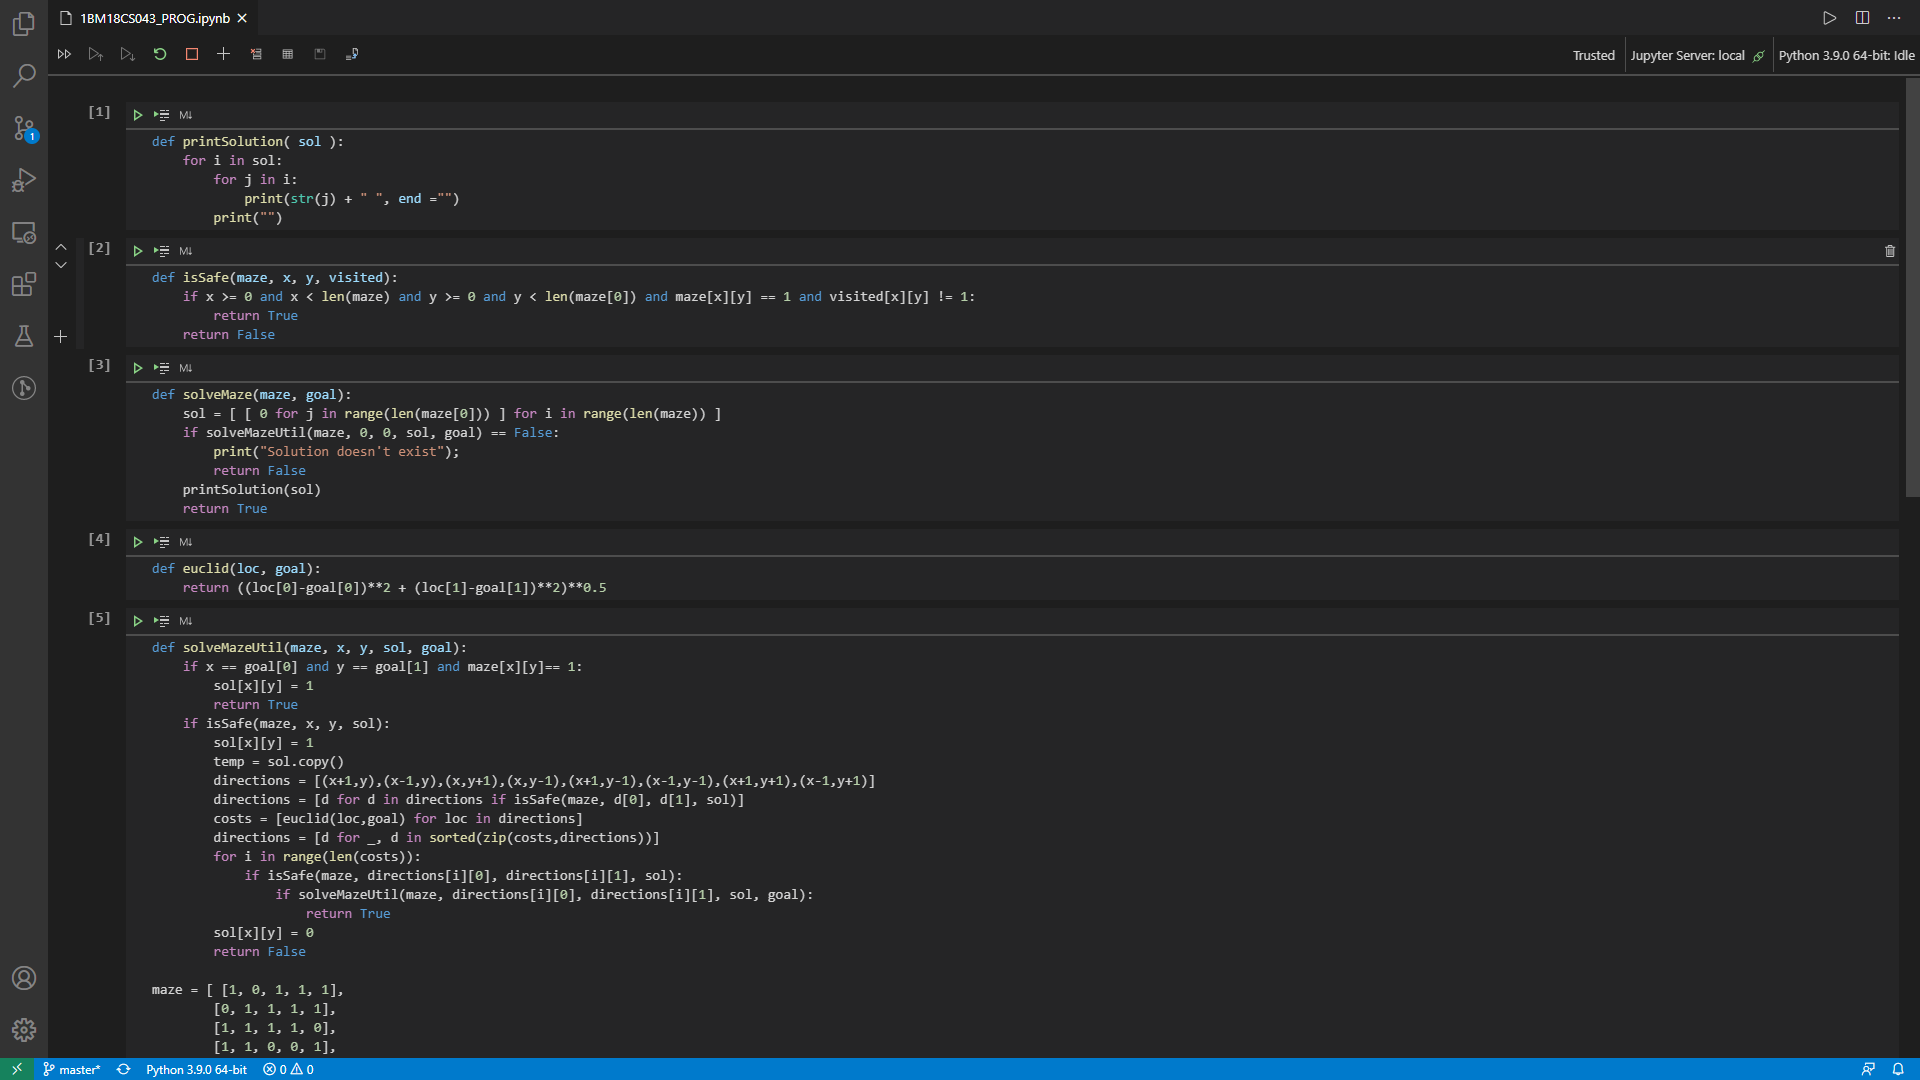 1BM18CS043_PROG.ipynb
Trusted
Jupyter Server: local
Python 3.9.0 64-bit: Idle
1
[1]
M↓
def printSolution( sol ):
    for i in sol:
        for j in i:
            print(str(j) + " ", end ="")
        print("")
[2]
M↓
def isSafe(maze, x, y, visited):
    if x >= 0 and x < len(maze) and y >= 0 and y < len(maze[0]) and maze[x][y] == 1 and visited[x][y] != 1:
        return True
    return False
[3]
M↓
def solveMaze(maze, goal):
    sol = [ [ 0 for j in range(len(maze[0])) ] for i in range(len(maze)) ]
    if solveMazeUtil(maze, 0, 0, sol, goal) == False:
        print("Solution doesn't exist");
        return False
    printSolution(sol)
    return True
[4]
M↓
def euclid(loc, goal):
    return ((loc[0]-goal[0])**2 + (loc[1]-goal[1])**2)**0.5
[5]
M↓
def solveMazeUtil(maze, x, y, sol, goal):
    if x == goal[0] and y == goal[1] and maze[x][y]== 1:
        sol[x][y] = 1
        return True
    if isSafe(maze, x, y, sol):
        sol[x][y] = 1
        temp = sol.copy()
        directions = [(x+1,y),(x-1,y),(x,y+1),(x,y-1),(x+1,y-1),(x-1,y-1),(x+1,y+1),(x-1,y+1)]
        directions = [d for d in directions if isSafe(maze, d[0], d[1], sol)]
        costs = [euclid(loc,goal) for loc in directions]
        directions = [d for _, d in sorted(zip(costs,directions))]
        for i in range(len(costs)):
            if isSafe(maze, directions[i][0], directions[i][1], sol):
                if solveMazeUtil(maze, directions[i][0], directions[i][1], sol, goal):
                    return True
        sol[x][y] = 0
        return False
maze = [ [1, 0, 1, 1, 1],
        [0, 1, 1, 1, 1],
        [1, 1, 1, 1, 0],
        [1, 1, 0, 0, 1],
master*
Python 3.9.0 64-bit
0
0